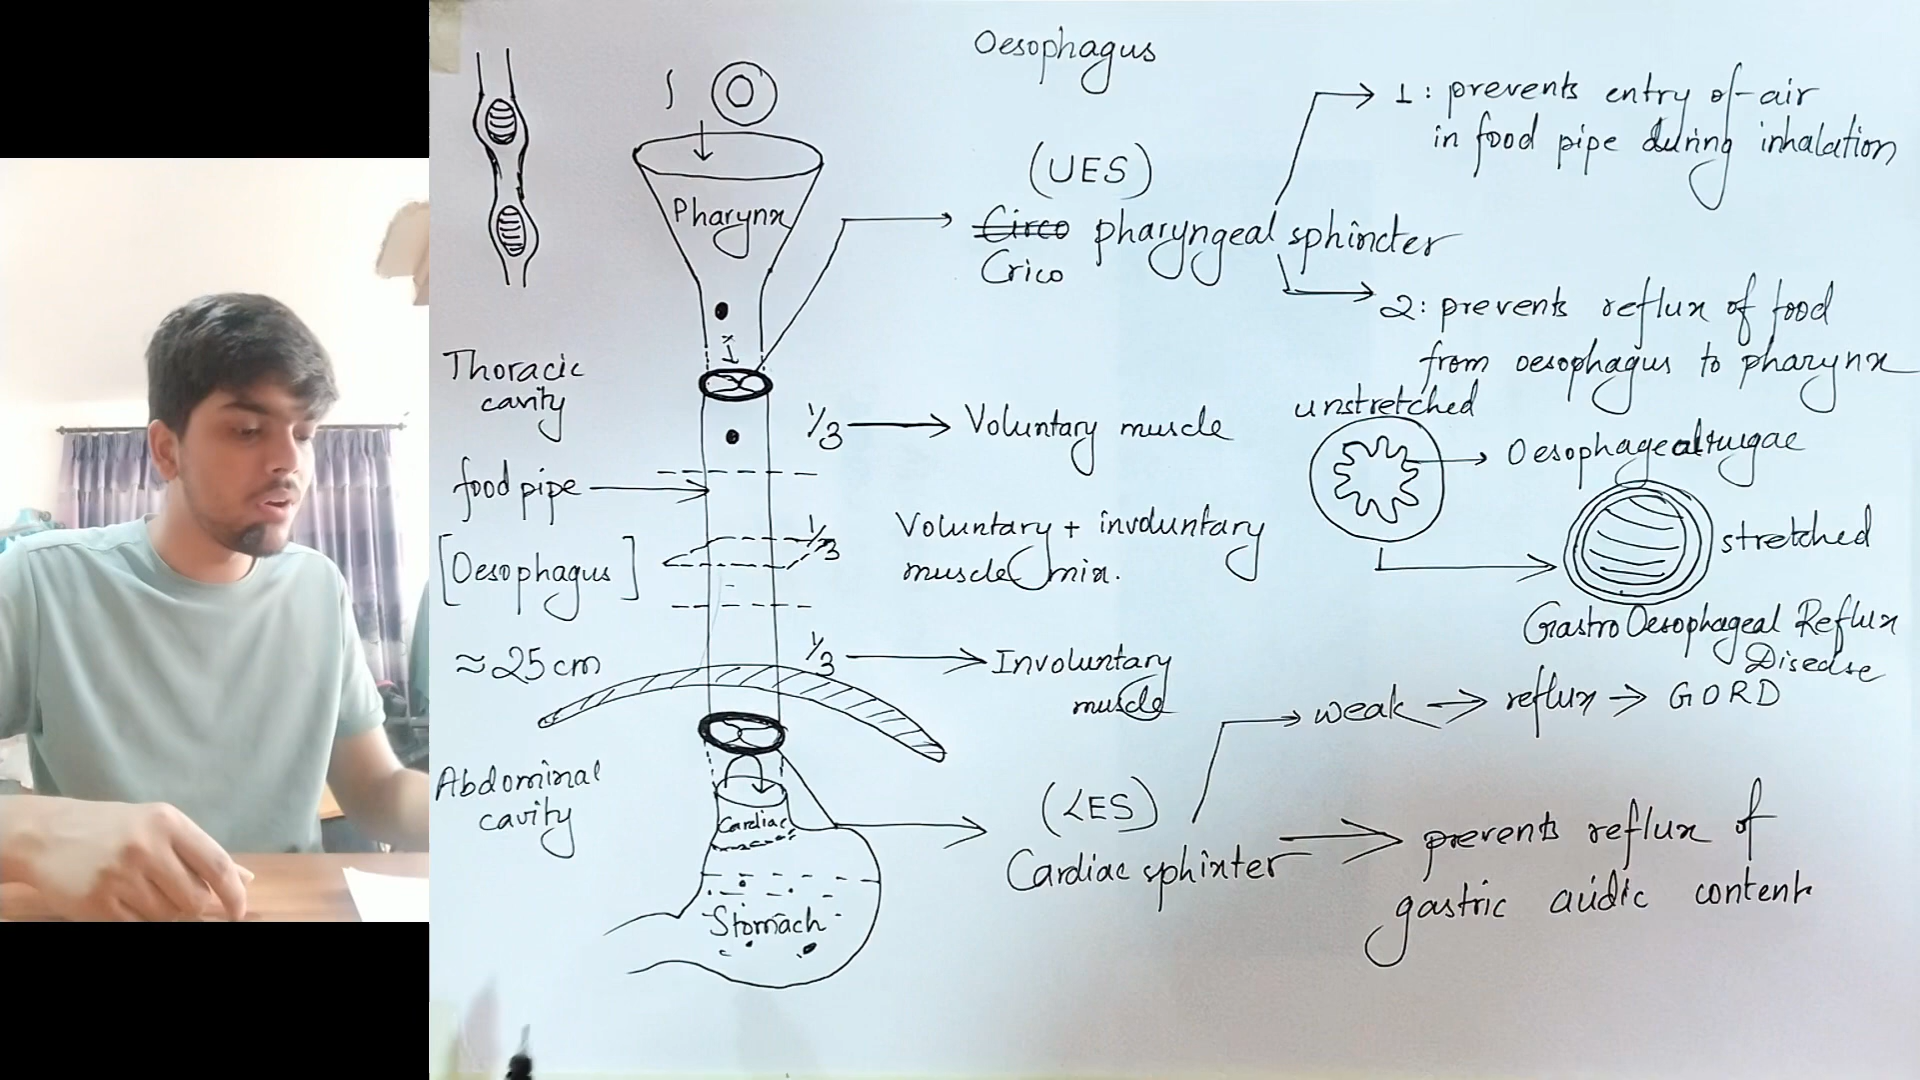 Oesophagus
Pharynx
(UES)
Circo pharyngeal sphincter
Crico
1: prevents entry of air
in food pipe during inhalation
2: prevents reflux of food
from oesophagus to pharynx
Thoracic
cavity
food pipe
[Oesophagus]
≈25cm
1/3
Voluntary muscle
1/3
Voluntary + involuntary
muscle mix.
1/3
Involuntary
muscle
unstretched
Oesophageal rugae
stretched
Gastro Oesophageal Reflux
Disease
weak → reflux → GORD
Abdominal
cavity
Cardiac
Stomach
(LES)
Cardiac sphixter
prevents reflux of
gastric acidic content